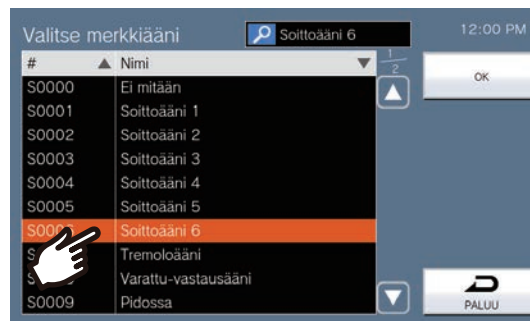 Valitse merkkiääni Soittoääni 6 12:00 PM
# Nimi 1/2
S0000 Ei mitään OK
S0001 Soittoääni 1
S0002 Soittoääni 2
S0003 Soittoääni 3
S0004 Soittoääni 4
S0005 Soittoääni 5
Soittoääni 6
Tremoloääni
Varattu-vastausääni
S0009 Pidossa PALUU